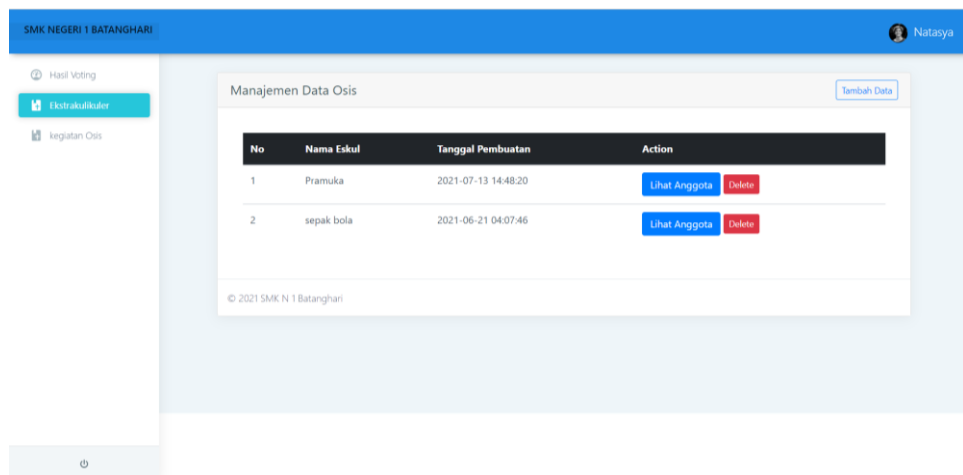 SMK NEGERI 1 BATANGHARI
Natasya
Hasil Voting
Ekstrakulikuler
kegiatan Osis
Manajemen Data Osis
Tambah Data
No Nama Eskul Tanggal Pembuatan Action
1 Pramuka 2021-07-13 14:48:20 Lihat Anggota Delete
2 sepak bola 2021-06-21 04:07:46 Lihat Anggota Delete
© 2021 SMK N 1 Batanghari